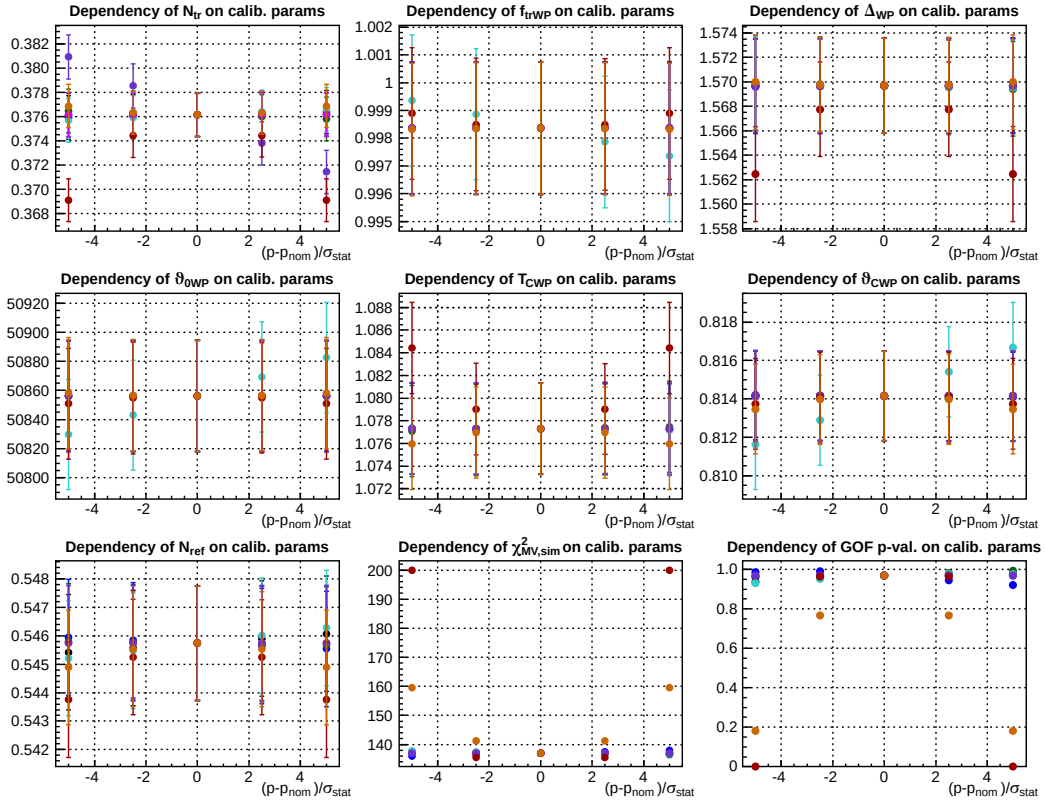 Dependency of N_tr on calib. params
0.382
0.380
0.378
0.376
0.374
0.372
0.370
0.368
-4 -2 0 2 4
(p-p_nom)/σ_stat
Dependency of f_trWP on calib. params
1.002
1.001
1
0.999
0.998
0.997
0.996
0.995
-4 -2 0 2 4
(p-p_nom)/σ_stat
Dependency of Δ_WP on calib. params
1.574
1.572
1.570
1.568
1.566
1.564
1.562
1.560
1.558
-4 -2 0 2 4
(p-p_nom)/σ_stat
Dependency of ϑ_0WP on calib. params
50920
50900
50880
50860
50840
50820
50800
-4 -2 0 2 4
(p-p_nom)/σ_stat
Dependency of T_CWP on calib. params
1.088
1.086
1.084
1.082
1.080
1.078
1.076
1.074
1.072
-4 -2 0 2 4
(p-p_nom)/σ_stat
Dependency of ϑ_CWP on calib. params
0.818
0.816
0.814
0.812
0.810
-4 -2 0 2 4
(p-p_nom)/σ_stat
Dependency of N_ref on calib. params
0.548
0.547
0.546
0.545
0.544
0.543
0.542
-4 -2 0 2 4
(p-p_nom)/σ_stat
Dependency of χ²_MV,sim on calib. params
200
190
180
170
160
150
140
-4 -2 0 2 4
(p-p_nom)/σ_stat
Dependency of GOF p-val. on calib. params
1.0
0.8
0.6
0.4
0.2
0
-4 -2 0 2 4
(p-p_nom)/σ_stat